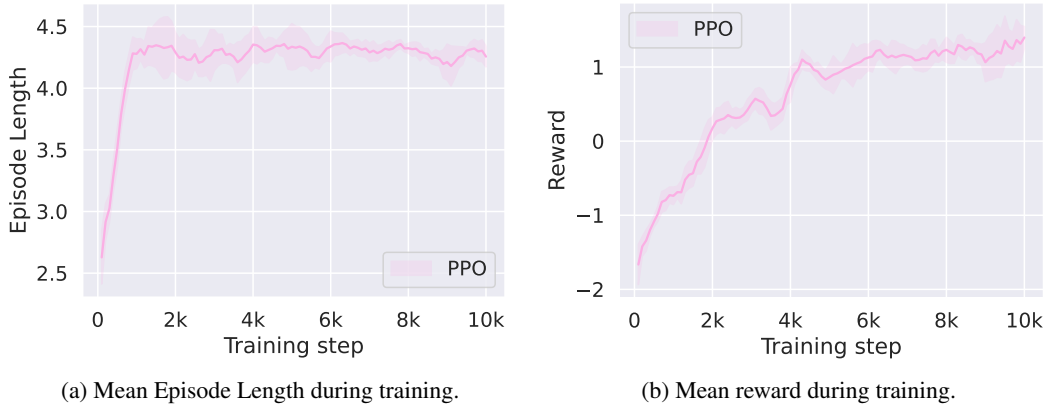 4.5
4.0
3.5
3.0
2.5
Episode Length
PPO
0 2k 4k 6k 8k 10k
Training step
(a) Mean Episode Length during training.
PPO
1
0
−1
−2
Reward
0 2k 4k 6k 8k 10k
Training step
(b) Mean reward during training.